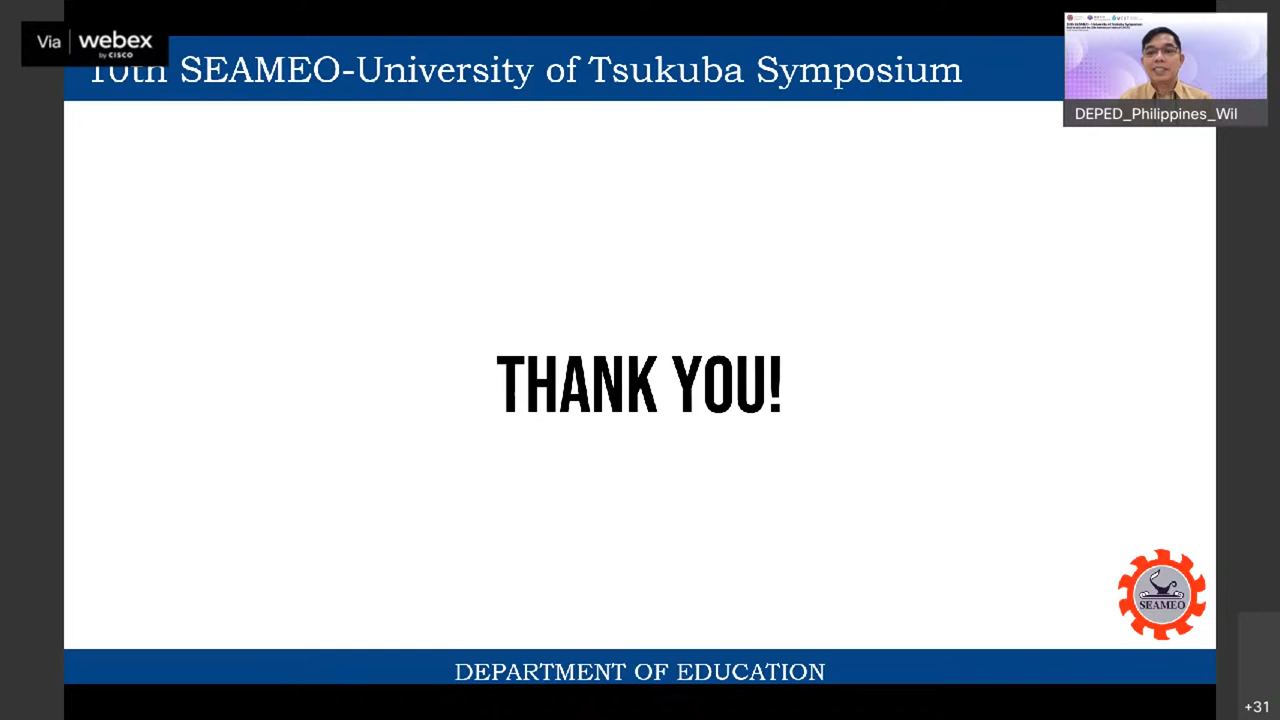 Via webex
by CISCO
10th SEAMEO-University of Tsukuba Symposium
DEPED_Philippines_Wil
THANK YOU!
SEAMEO
DEPARTMENT OF EDUCATION
+31